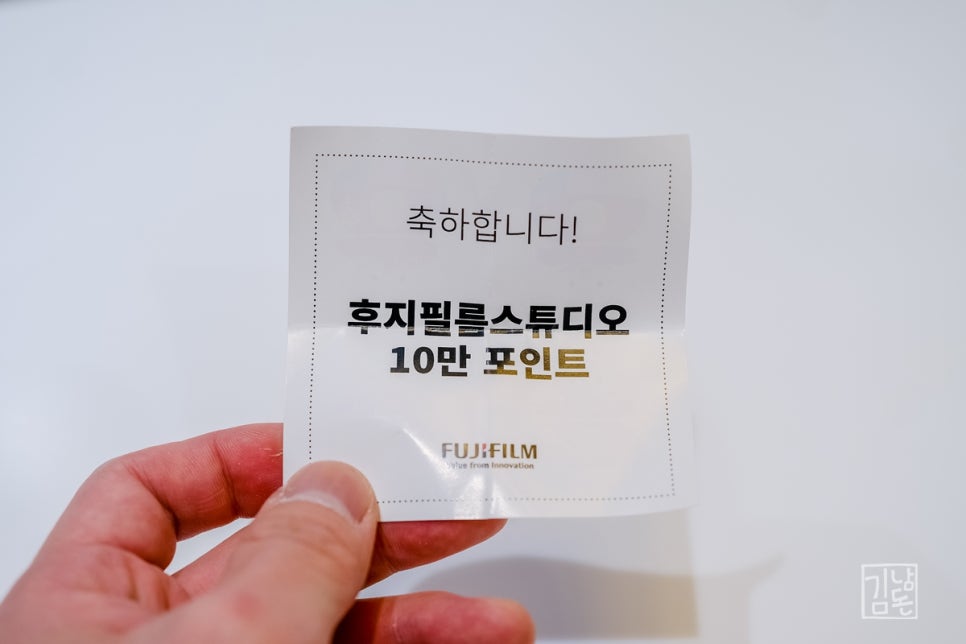 축하합니다!
후지필름스튜디오
10만 포인트
FUJIFILM
Value from Innovation
김남돈